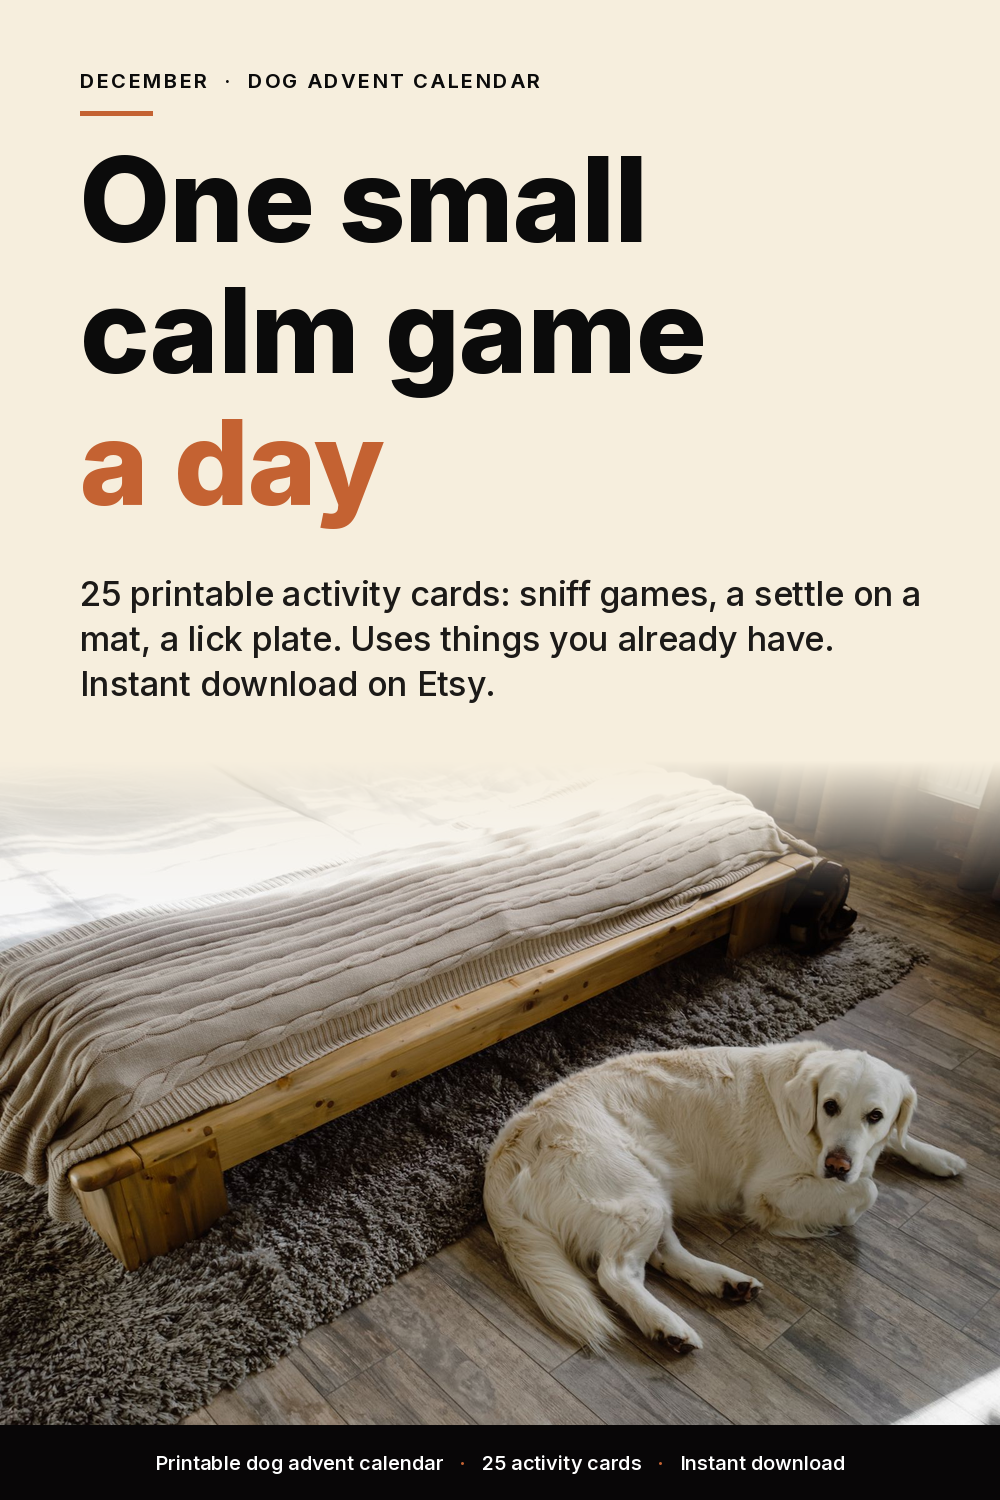 DECEMBER · DOG ADVENT CALENDAR
One small
calm game
a day
25 printable activity cards: sniff games, a settle on a
mat, a lick plate. Uses things you already have.
Instant download on Etsy.
Printable dog advent calendar · 25 activity cards · Instant download